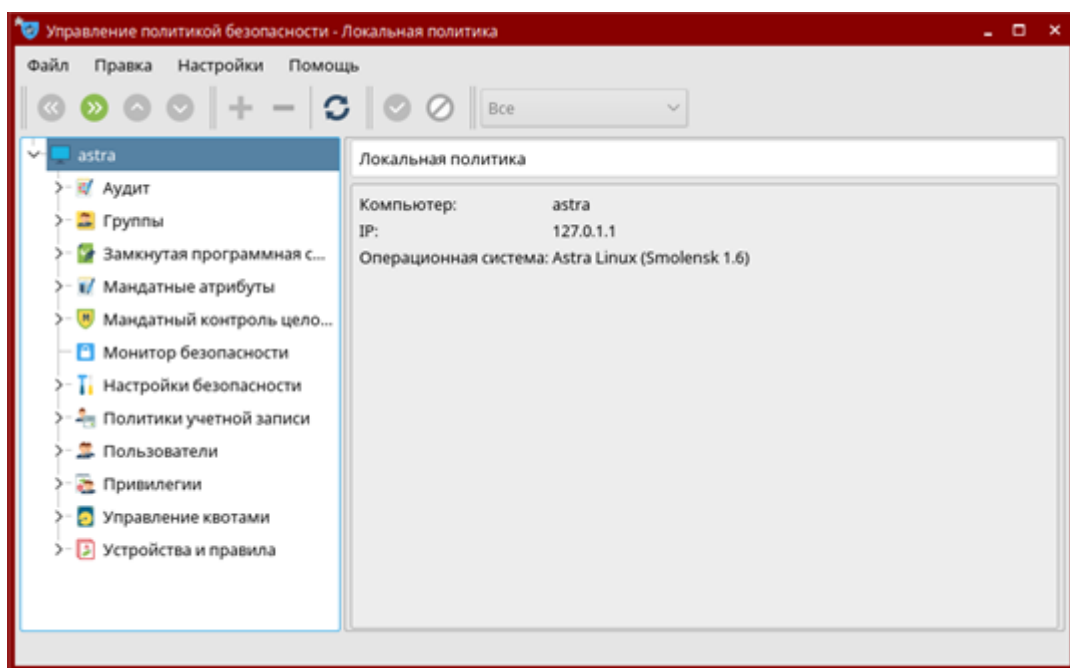 Управление политикой безопасности - Локальная политика
Файл Правка Настройки Помощь
Все
astra
Аудит
Группы
Замкнутая программная с...
Мандатные атрибуты
Мандатный контроль цело...
Монитор безопасности
Настройки безопасности
Политики учетной записи
Пользователи
Привилегии
Управление квотами
Устройства и правила
Локальная политика
Компьютер: astra
IP: 127.0.1.1
Операционная система: Astra Linux (Smolensk 1.6)